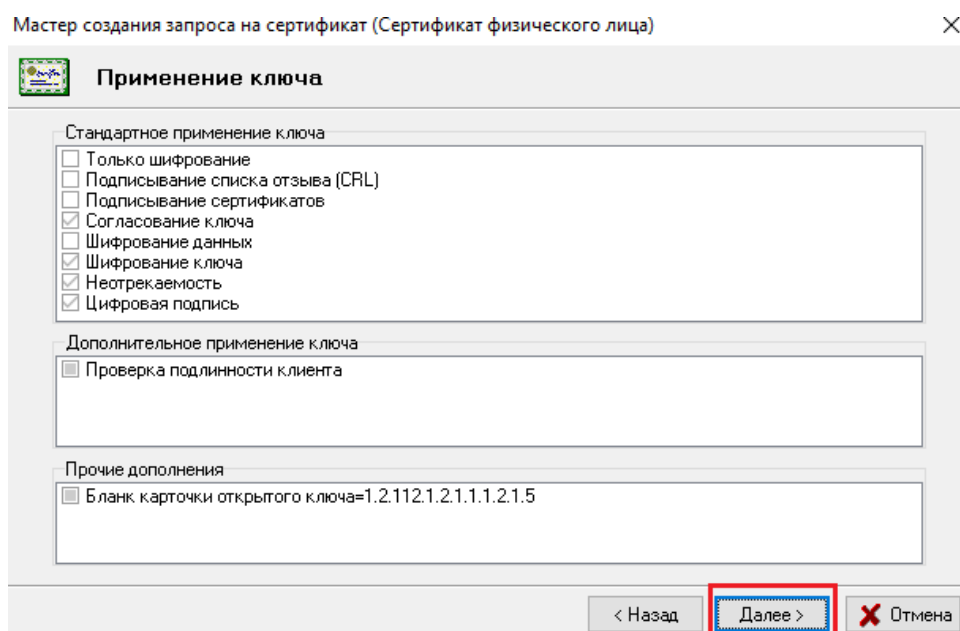 Мастер создания запроса на сертификат (Сертификат физического лица)
Применение ключа
Стандартное применение ключа
Только шифрование
Подписывание списка отзыва (CRL)
Подписывание сертификатов
Согласование ключа
Шифрование данных
Шифрование ключа
Неотрекаемость
Цифровая подпись
Дополнительное применение ключа
Проверка подлинности клиента
Прочие дополнения
Бланк карточки открытого ключа=1.2.112.1.2.1.1.1.2.1.5
< Назад Далее > Отмена